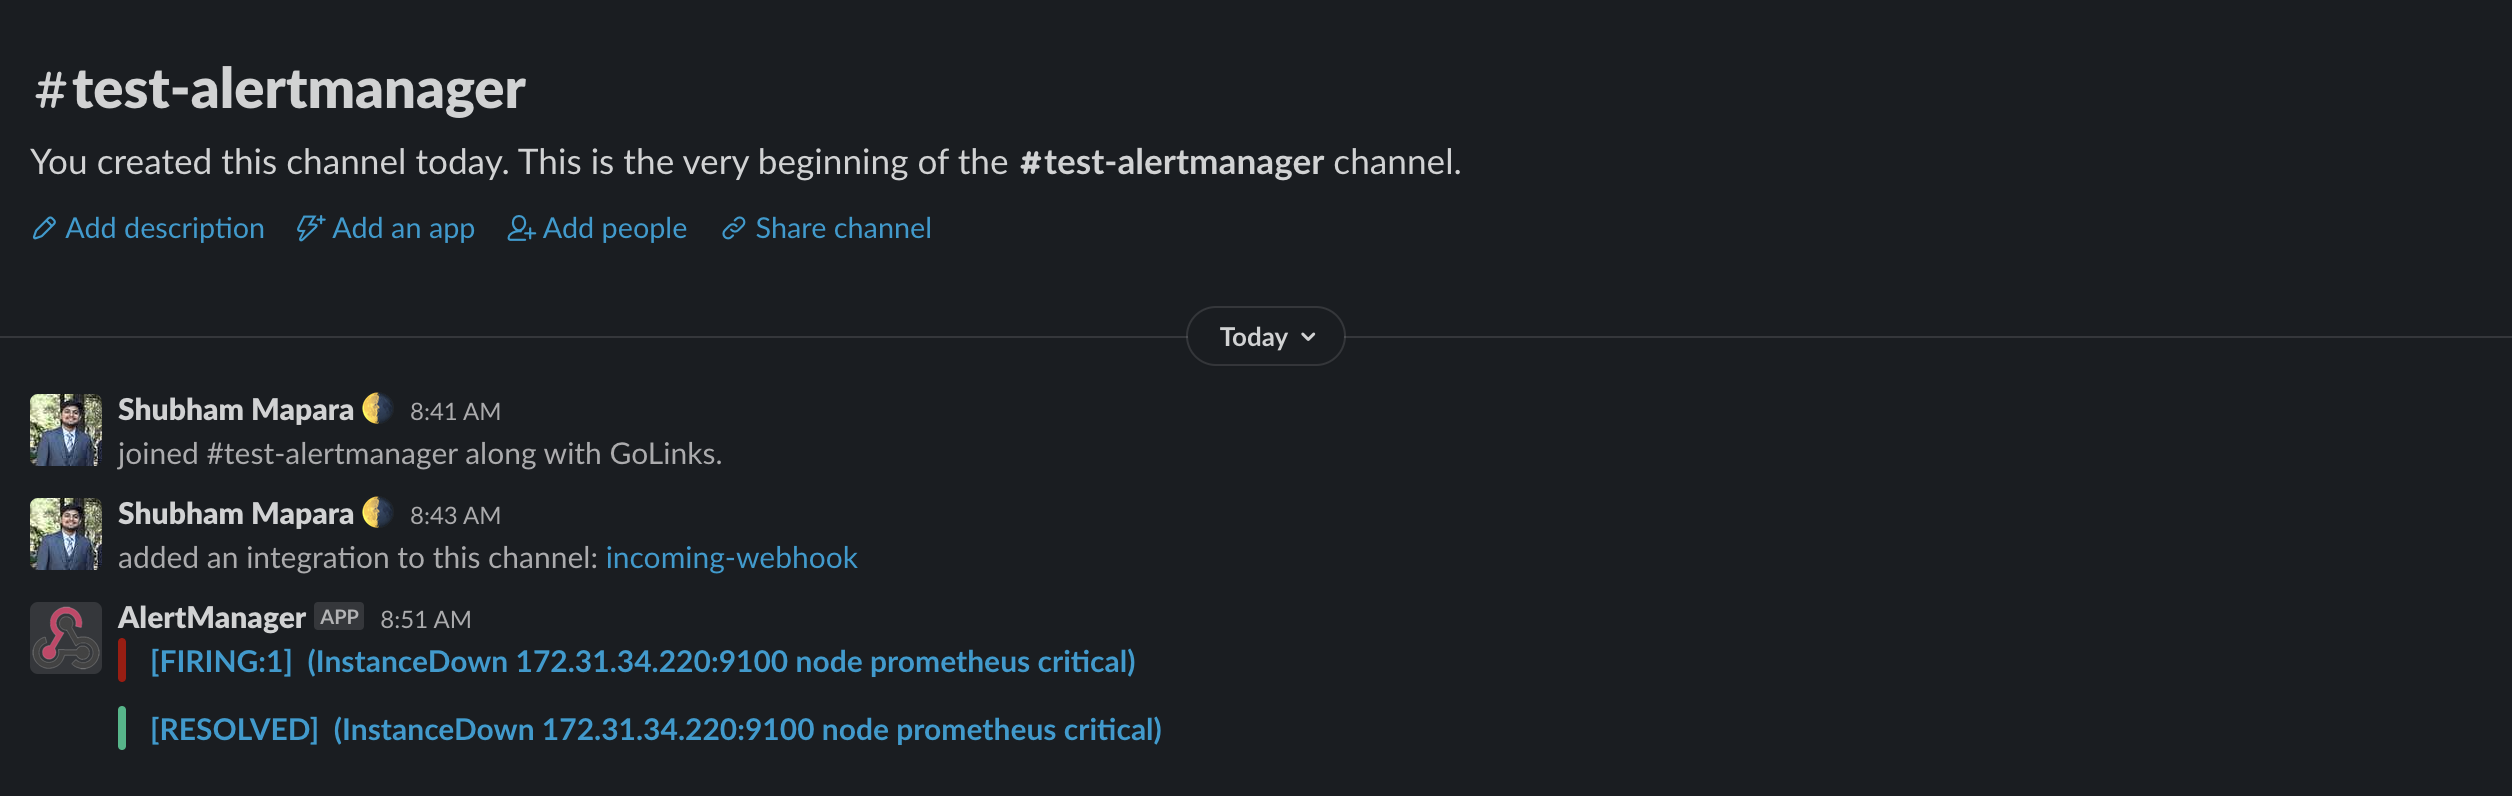 #test-alertmanager
You created this channel today. This is the very beginning of the #test-alertmanager channel.
Add description Add an app Add people Share channel
Today
Shubham Mapara 8:41 AM
joined #test-alertmanager along with GoLinks.
Shubham Mapara 8:43 AM
added an integration to this channel: incoming-webhook
AlertManager APP 8:51 AM
[FIRING:1] (InstanceDown 172.31.34.220:9100 node prometheus critical)
[RESOLVED] (InstanceDown 172.31.34.220:9100 node prometheus critical)